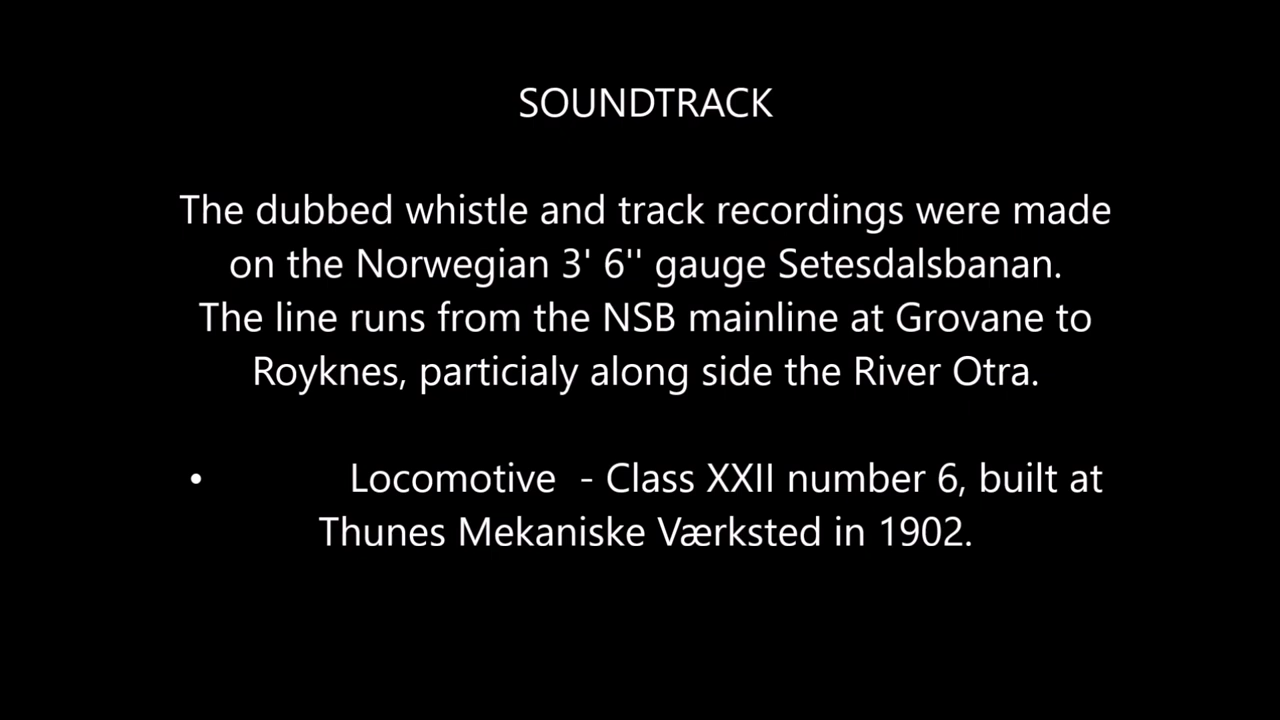 SOUNDTRACK
The dubbed whistle and track recordings were made
on the Norwegian 3' 6'' gauge Setesdalsbanan.
The line runs from the NSB mainline at Grovane to
Royknes, particialy along side the River Otra.
• Locomotive  - Class XXII number 6, built at
Thunes Mekaniske Værksted in 1902.